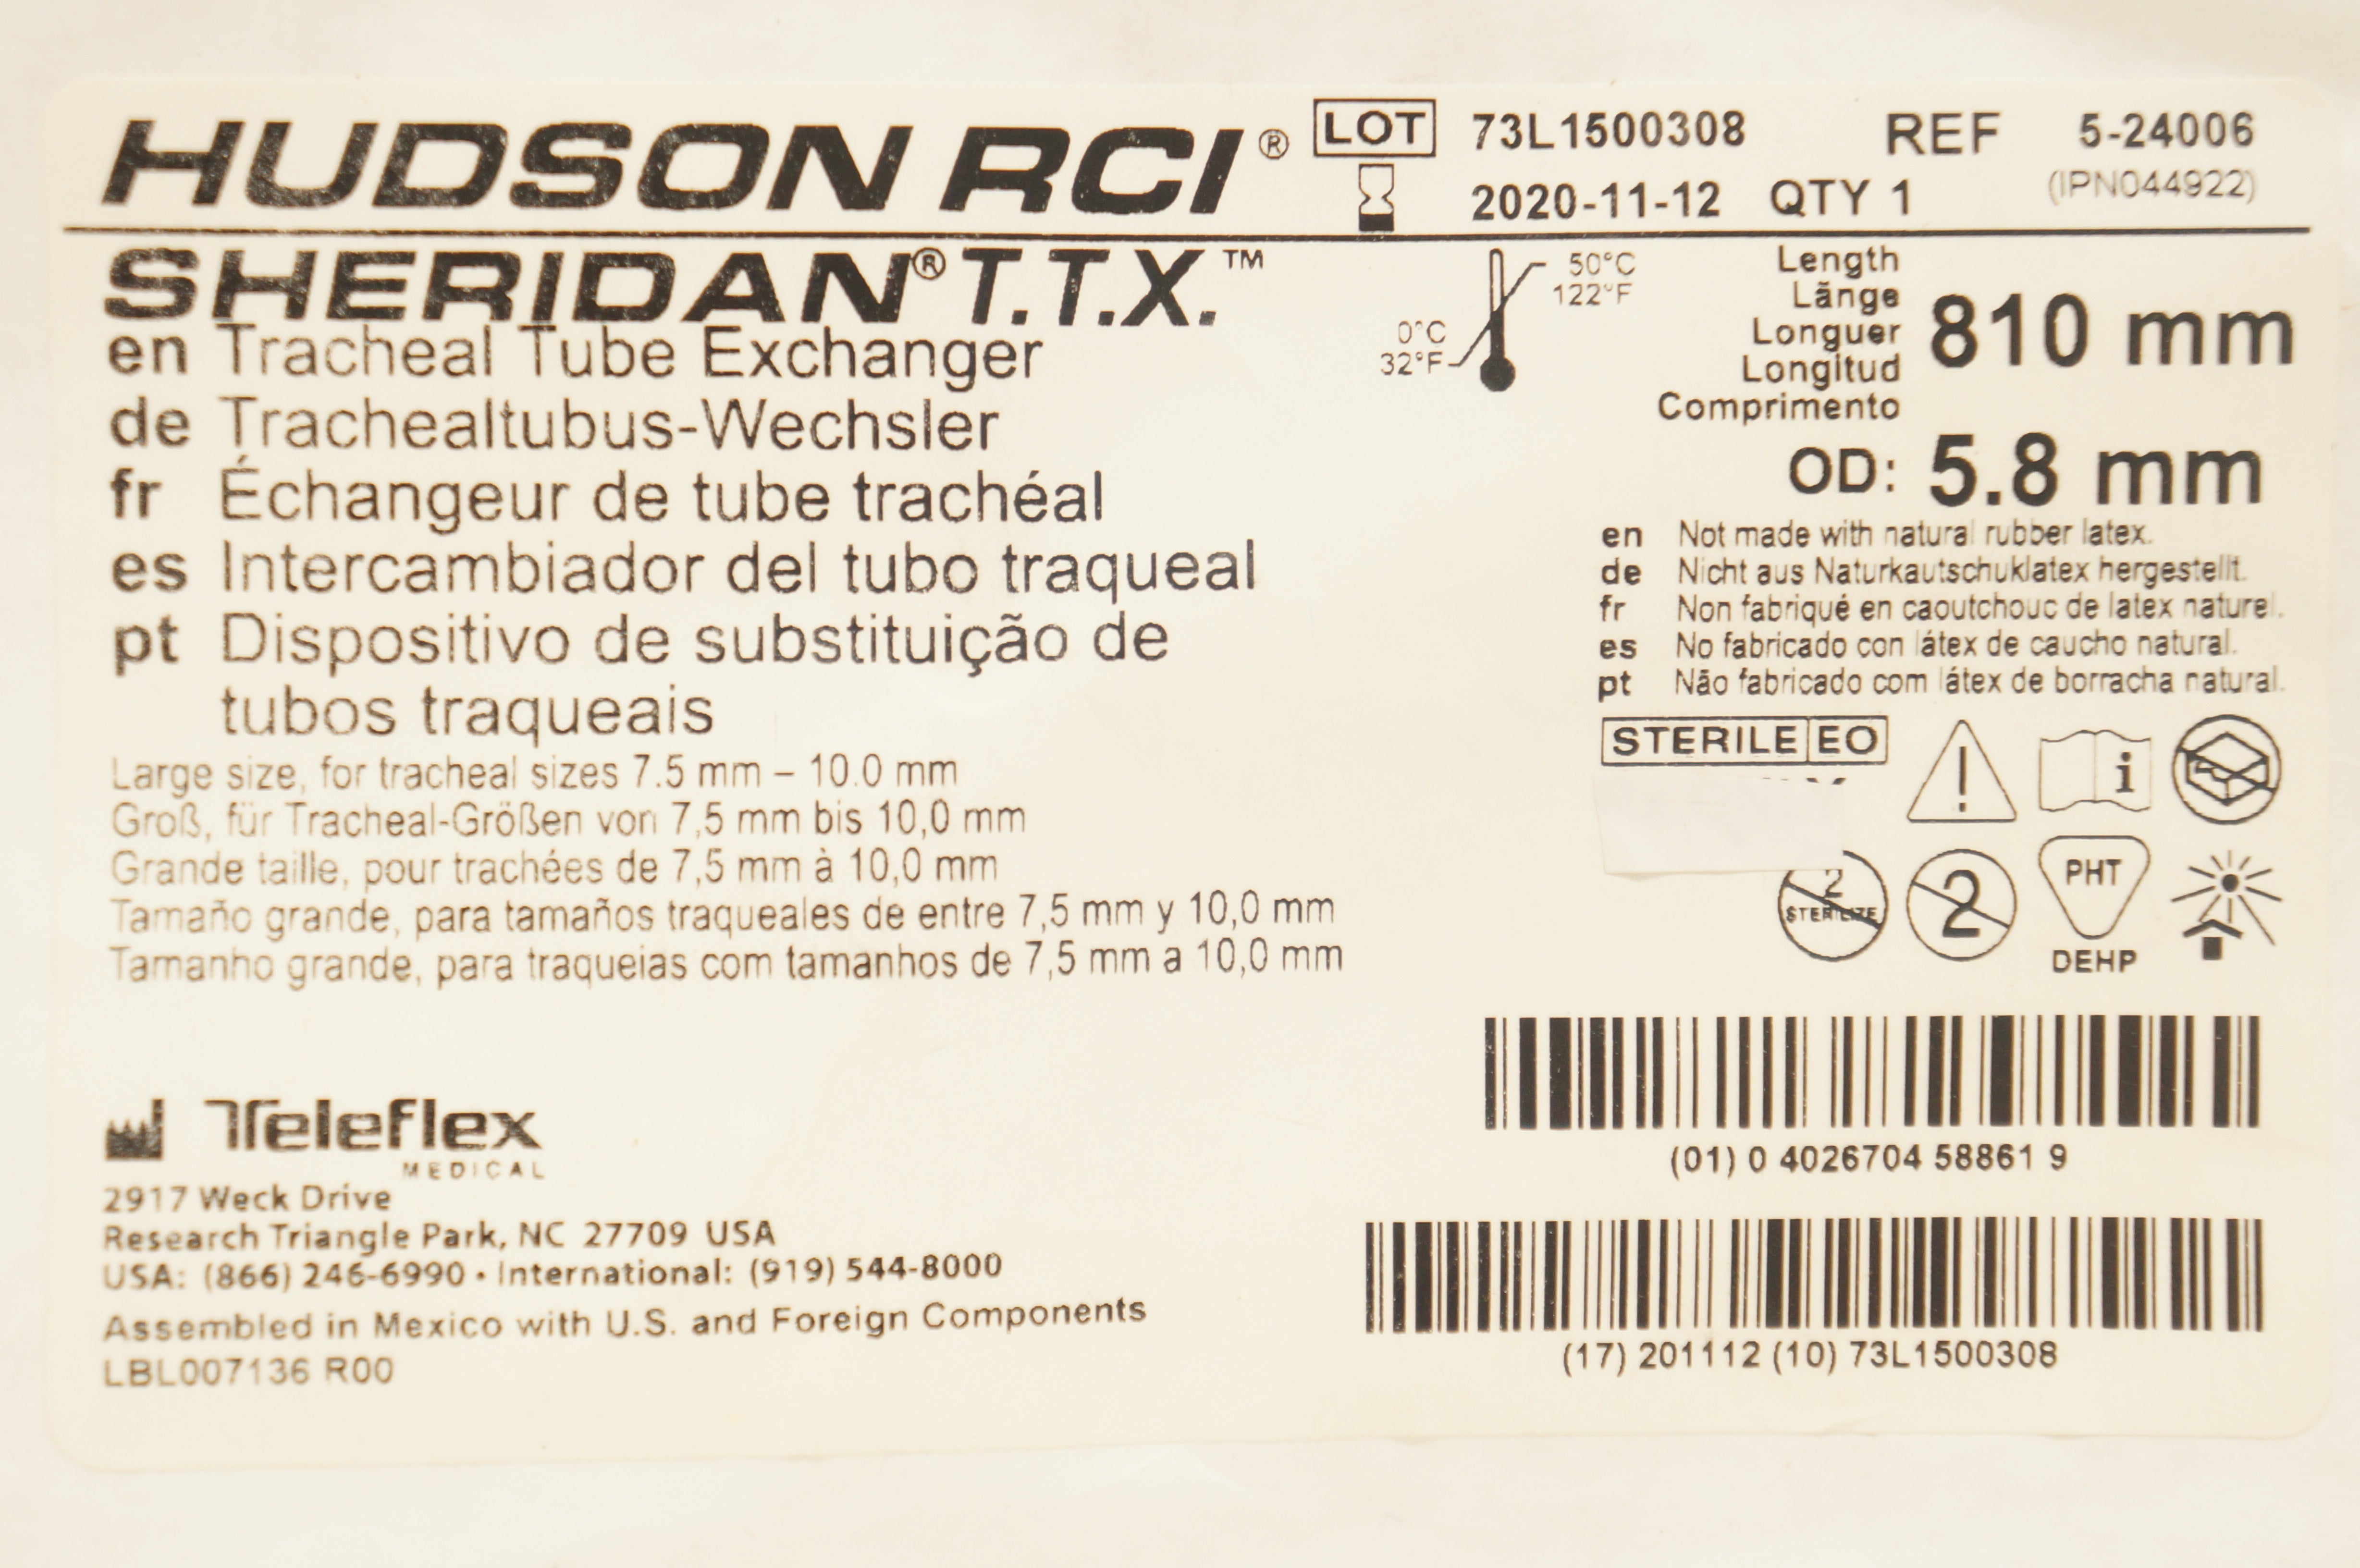 HUDSON RCI®
LOT 73L1500308 REF 5-24006
2020-11-12 QTY 1 (IPN044922)
SHERIDAN® T.T.X.™
en Tracheal Tube Exchanger
de Trachealtubus-Wechsler
fr Échangeur de tube trachéal
es Intercambiador del tubo traqueal
pt Dispositivo de substituição de
tubos traqueais
Large size, for tracheal sizes 7.5 mm – 10.0 mm
Groß, für Tracheal-Größen von 7,5 mm bis 10,0 mm
Grande taille, pour trachées de 7,5 mm à 10,0 mm
Tamaño grande, para tamaños traqueales de entre 7,5 mm y 10,0 mm
Tamanho grande, para traqueias com tamanhos de 7,5 mm a 10,0 mm
50°C
122°F
0°C
32°F
Length
Länge
Longuer
Longitud
Comprimento
810 mm
OD: 5.8 mm
en Not made with natural rubber latex.
de Nicht aus Naturkautschuklatex hergestellt.
fr Non fabriqué en caoutchouc de latex naturel.
es No fabricado con látex de caucho natural.
pt Não fabricado com látex de borracha natural.
STERILE EO
! i
2
STERILIZE
2
PHT
DEHP
(01) 0 4026704 58861 9
(17) 201112 (10) 73L1500308
Teleflex
MEDICAL
2917 Weck Drive
Research Triangle Park, NC 27709 USA
USA: (866) 246-6990 • International: (919) 544-8000
Assembled in Mexico with U.S. and Foreign Components
LBL007136 R00